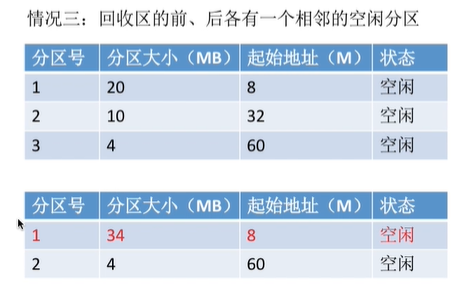 情况三：回收区的前、后各有一个相邻的空闲分区
分区号 分区大小（MB） 起始地址（M） 状态
1 20 8 空闲
2 10 32 空闲
3 4 60 空闲
分区号 分区大小（MB） 起始地址（M） 状态
1 34 8 空闲
2 4 60 空闲